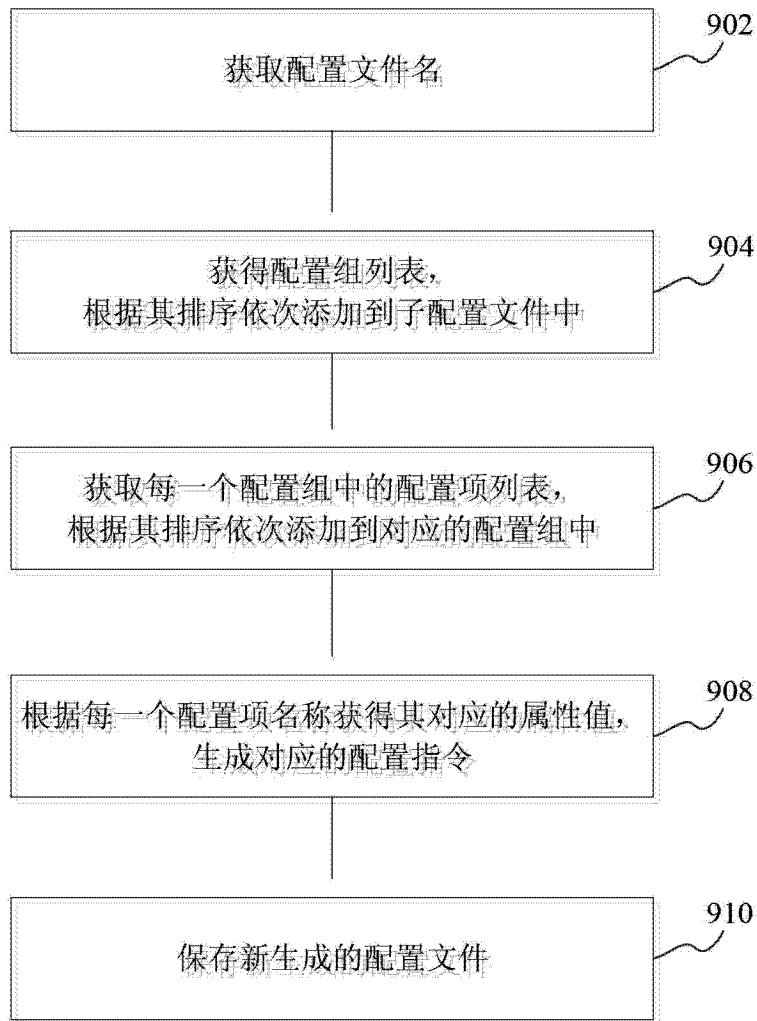 902
获取配置文件名
904
获得配置组列表，
根据其排序依次添加到子配置文件中
906
获取每一个配置组中的配置项列表，
根据其排序依次添加到对应的配置组中
908
根据每一个配置项名称获得其对应的属性值，
生成对应的配置指令
910
保存新生成的配置文件